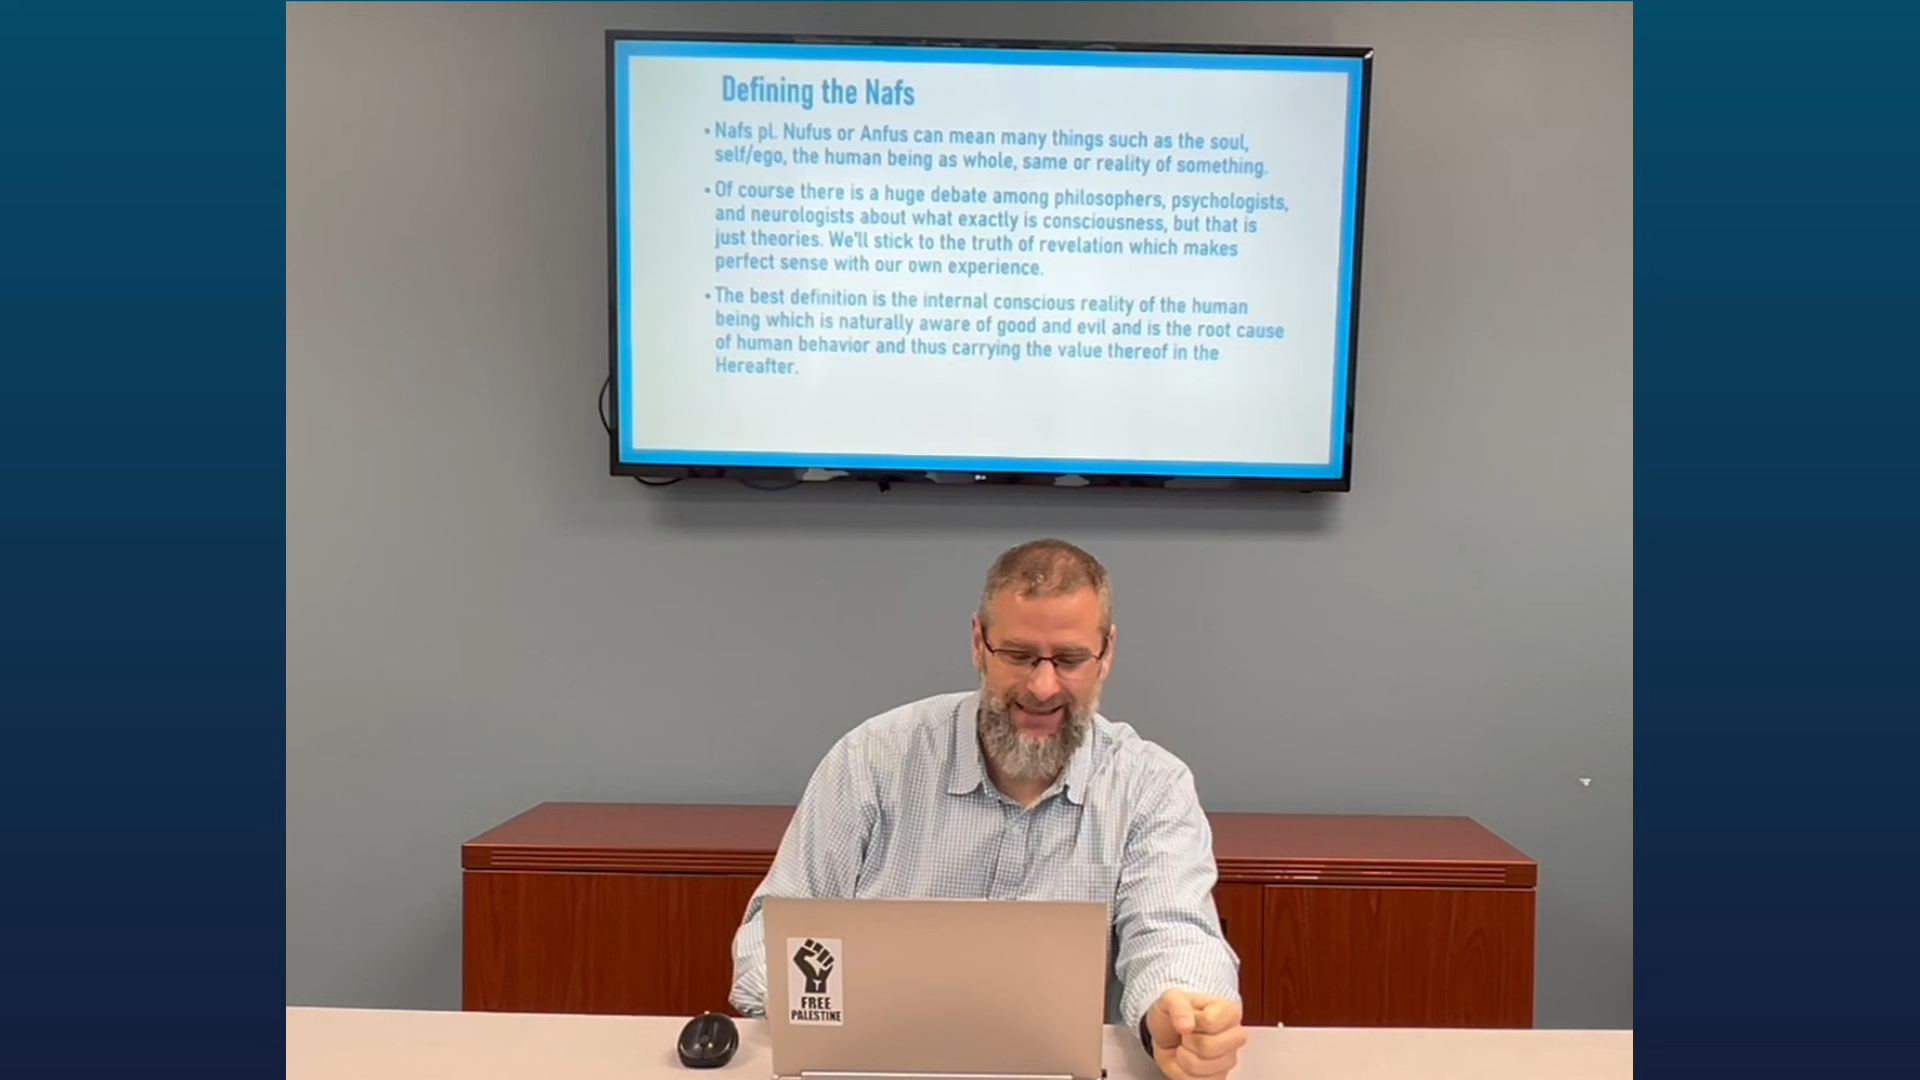 Defining the Nafs
• Nafs pl. Nufus or Anfus can mean many things such as the soul,
self/ego, the human being as whole, same or reality of something.
• Of course there is a huge debate among philosophers, psychologists,
and neurologists about what exactly is consciousness, but that is
just theories. We'll stick to the truth of revelation which makes
perfect sense with our own experience.
• The best definition is the internal conscious reality of the human
being which is naturally aware of good and evil and is the root cause
of human behavior and thus carrying the value thereof in the
Hereafter.
LG
FREE
PALESTINE